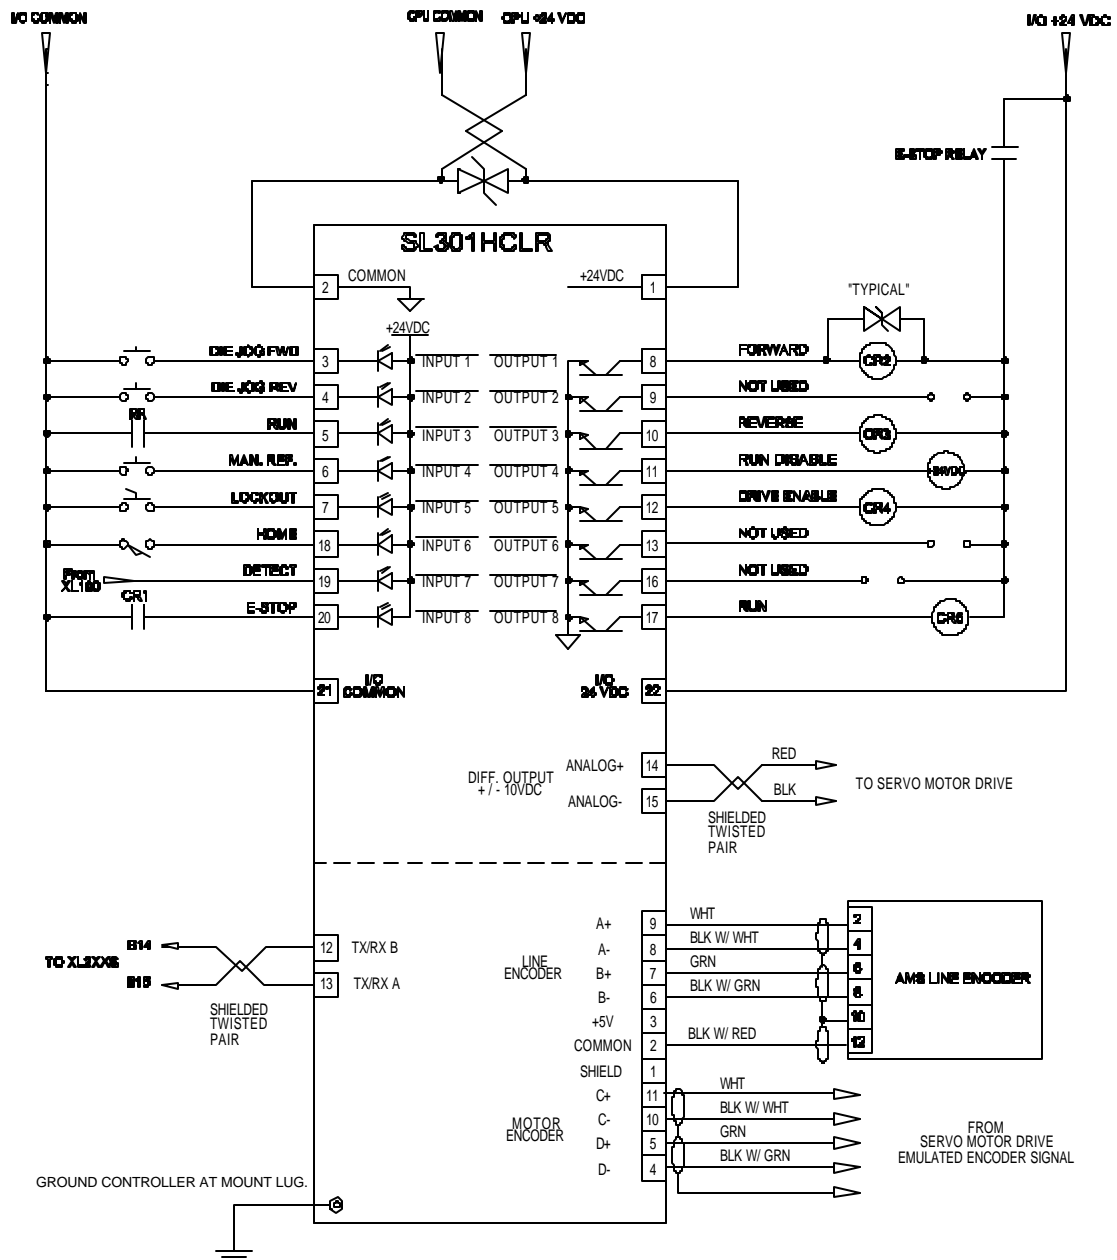 I/O COMMON
CPU COMMON
CPU +24 VDC
I/O +24 VDC
E-STOP RELAY
SL301HCLR
2
COMMON
+24VDC
1
"TYPICAL"
+24VDC
DIE JOG FWD
3
INPUT 1
OUTPUT 1
8
FORWARD
CR2
DIE JOG REV
4
INPUT 2
OUTPUT 2
9
NOT USED
RR
RUN
5
INPUT 3
OUTPUT 3
10
REVERSE
CR3
MAN. REF.
6
INPUT 4
OUTPUT 4
11
RUN DISABLE
24VDC
LOCKOUT
7
INPUT 5
OUTPUT 5
12
DRIVE ENABLE
CR4
HOME
18
INPUT 6
OUTPUT 6
13
NOT USED
From
XL180
DETECT
19
INPUT 7
OUTPUT 7
16
NOT USED
CR1
E-STOP
20
INPUT 8
OUTPUT 8
17
RUN
21
I/O
COMMON
I/O
24 VDC
22
DIFF. OUTPUT
+ / - 10VDC
ANALOG+
14
RED
ANALOG-
15
BLK
TO SERVO MOTOR DRIVE
SHIELDED
TWISTED
PAIR
LINE
ENCODER
A+
9
WHT
2
A-
8
BLK W/ WHT
4
B+
7
GRN
6
B-
6
BLK W/ GRN
8
+5V
3
10
COMMON
2
BLK W/ RED
12
AMS LINE ENCODER
SHIELD
1
TO XL2XXS
E14
12
TX/RX B
E15
13
TX/RX A
SHIELDED
TWISTED
PAIR
MOTOR
ENCODER
C+
11
WHT
C-
10
BLK W/ WHT
D+
5
GRN
D-
4
BLK W/ GRN
FROM
SERVO MOTOR DRIVE
EMULATED ENCODER SIGNAL
GROUND CONTROLLER AT MOUNT LUG.